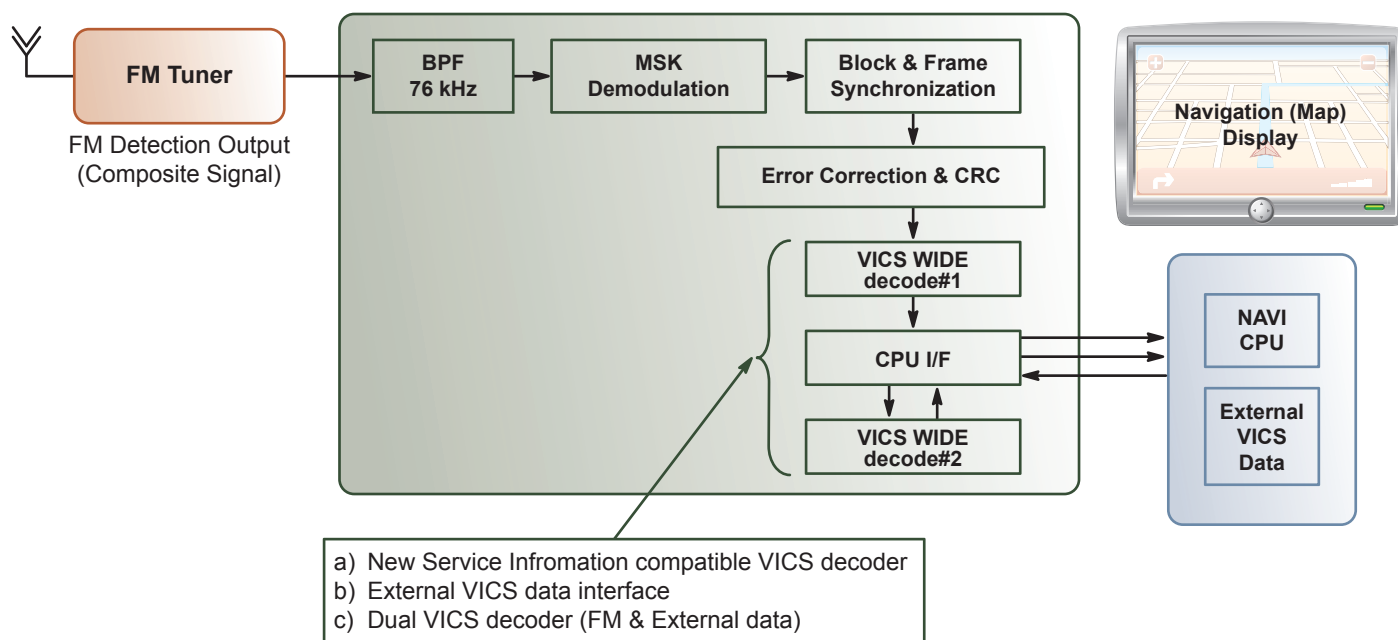 FM Tuner
FM Detection Output
(Composite Signal)
BPF
76 kHz
MSK
Demodulation
Block & Frame
Synchronization
Error Correction & CRC
VICS WIDE
decode#1
CPU I/F
VICS WIDE
decode#2
Navigation (Map)
Display
NAVI
CPU
External
VICS
Data
a) New Service Infromation compatible VICS decoder
b) External VICS data interface
c) Dual VICS decoder (FM & External data)